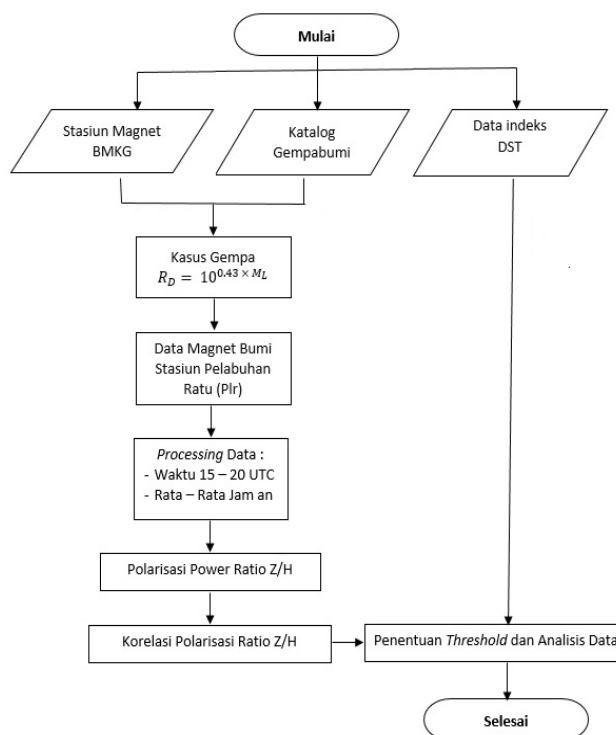 Mulai
Stasiun Magnet
BMKG
Katalog
Gempabumi
Data indeks
DST
Kasus Gempa
R_D = 10^{0.43 × M_L}
Data Magnet Bumi
Stasiun Pelabuhan
Ratu (Plr)
Processing Data :
- Waktu 15 – 20 UTC
- Rata – Rata Jam an
Polarisasi Power Ratio Z/H
Korelasi Polarisasi Ratio Z/H
Penentuan Threshold dan Analisis Data
Selesai